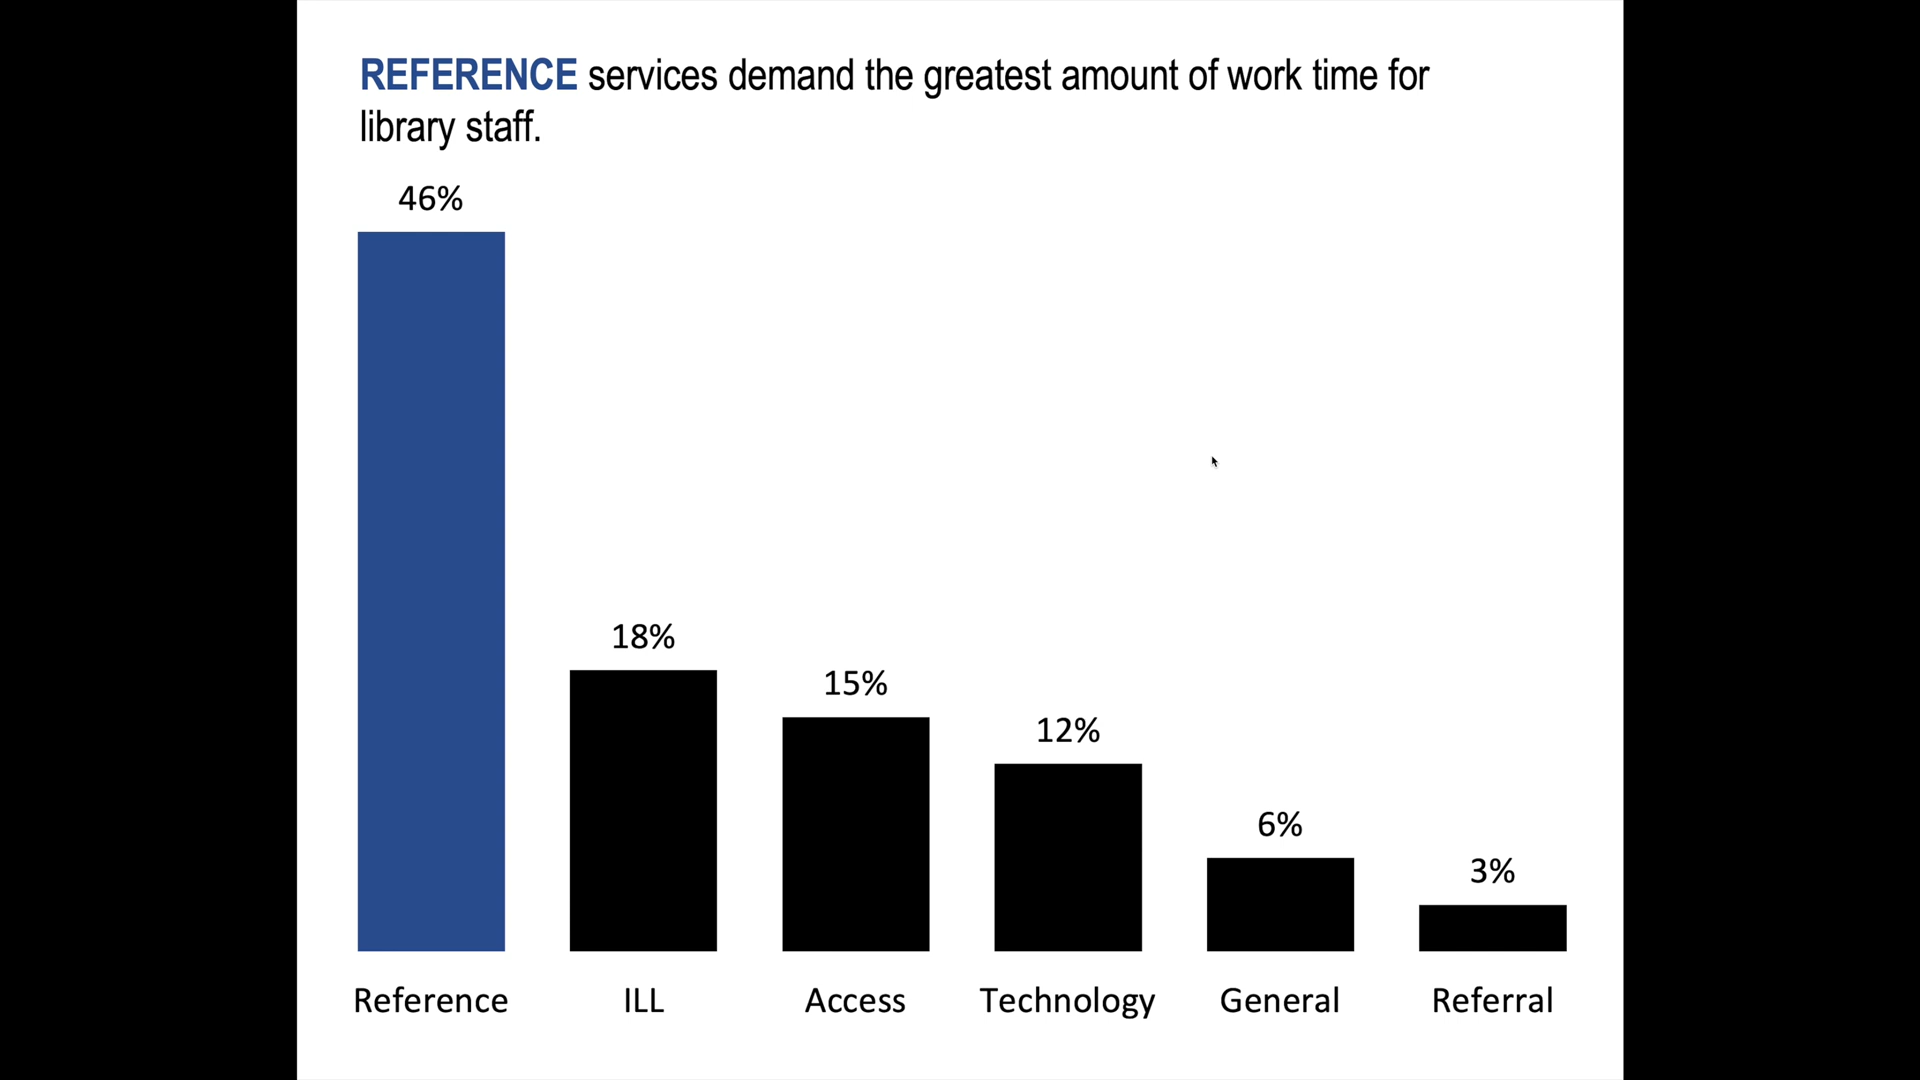 REFERENCE services demand the greatest amount of work time for
library staff.
46%
18%
15%
12%
6%
3%
Reference
ILL
Access
Technology
General
Referral